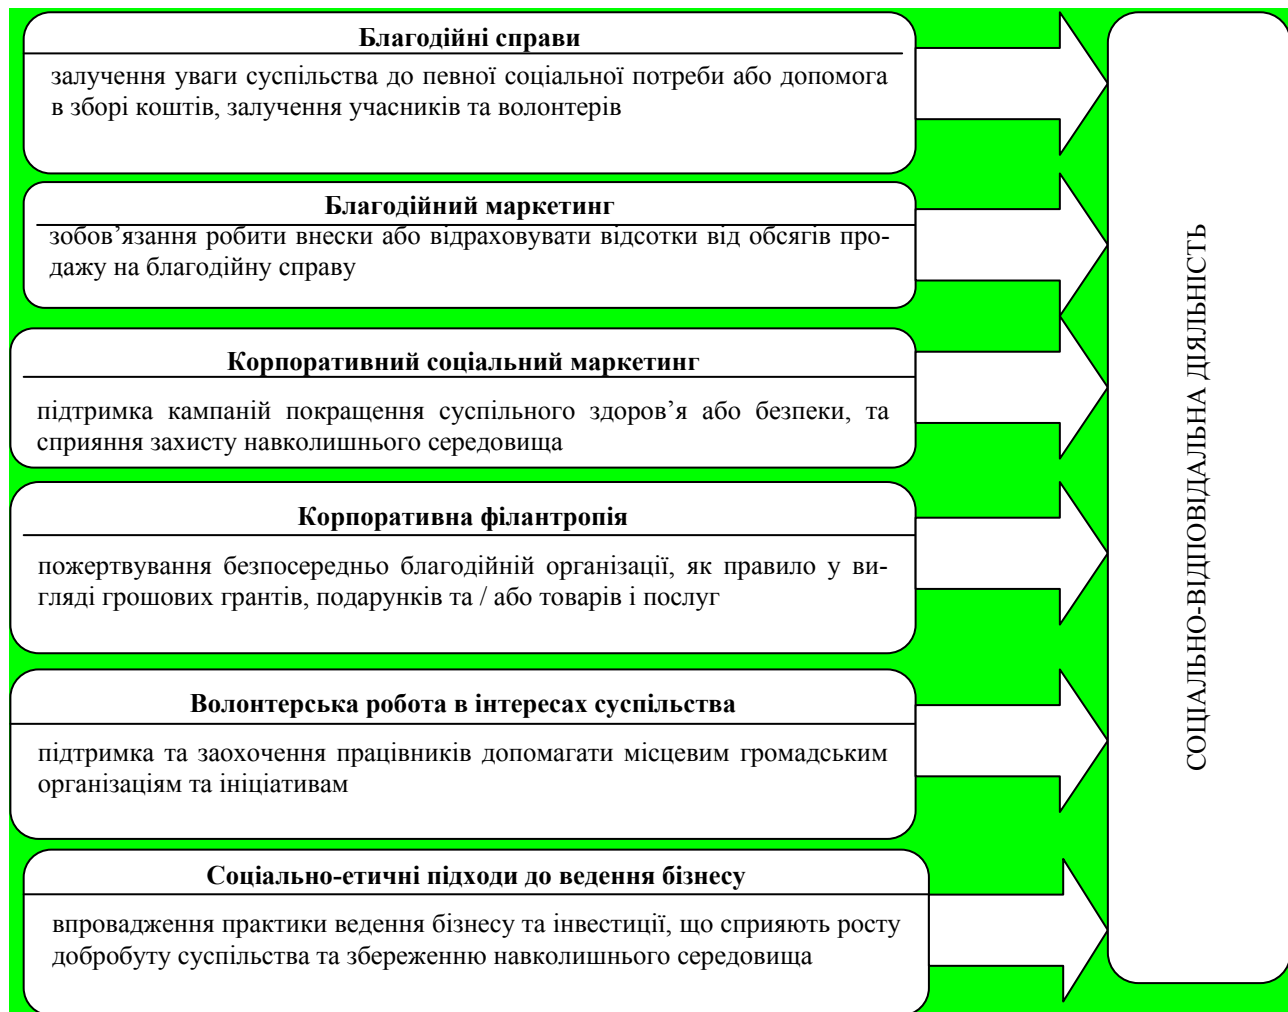 Благодійні справи
залучення уваги суспільства до певної соціальної потреби або допомога
в зборі коштів, залучення учасників та волонтерів
Благодійний маркетинг
зобов’язання робити внески або відраховувати відсотки від обсягів про-
дажу на благодійну справу
Корпоративний соціальний маркетинг
підтримка кампаній покращення суспільного здоров’я або безпеки, та
сприяння захисту навколишнього середовища
Корпоративна філантропія
пожертвування безпосередньо благодійній організації, як правило у ви-
гляді грошових грантів, подарунків та / або товарів і послуг
Волонтерська робота в інтересах суспільства
підтримка та заохочення працівників допомагати місцевим громадським
організаціям та ініціативам
Соціально-етичні підходи до ведення бізнесу
впровадження практики ведення бізнесу та інвестиції, що сприяють росту
добробуту суспільства та збереженню навколишнього середовища
СОЦІАЛЬНО-ВІДПОВІДАЛЬНА ДІЯЛЬНІСТЬ